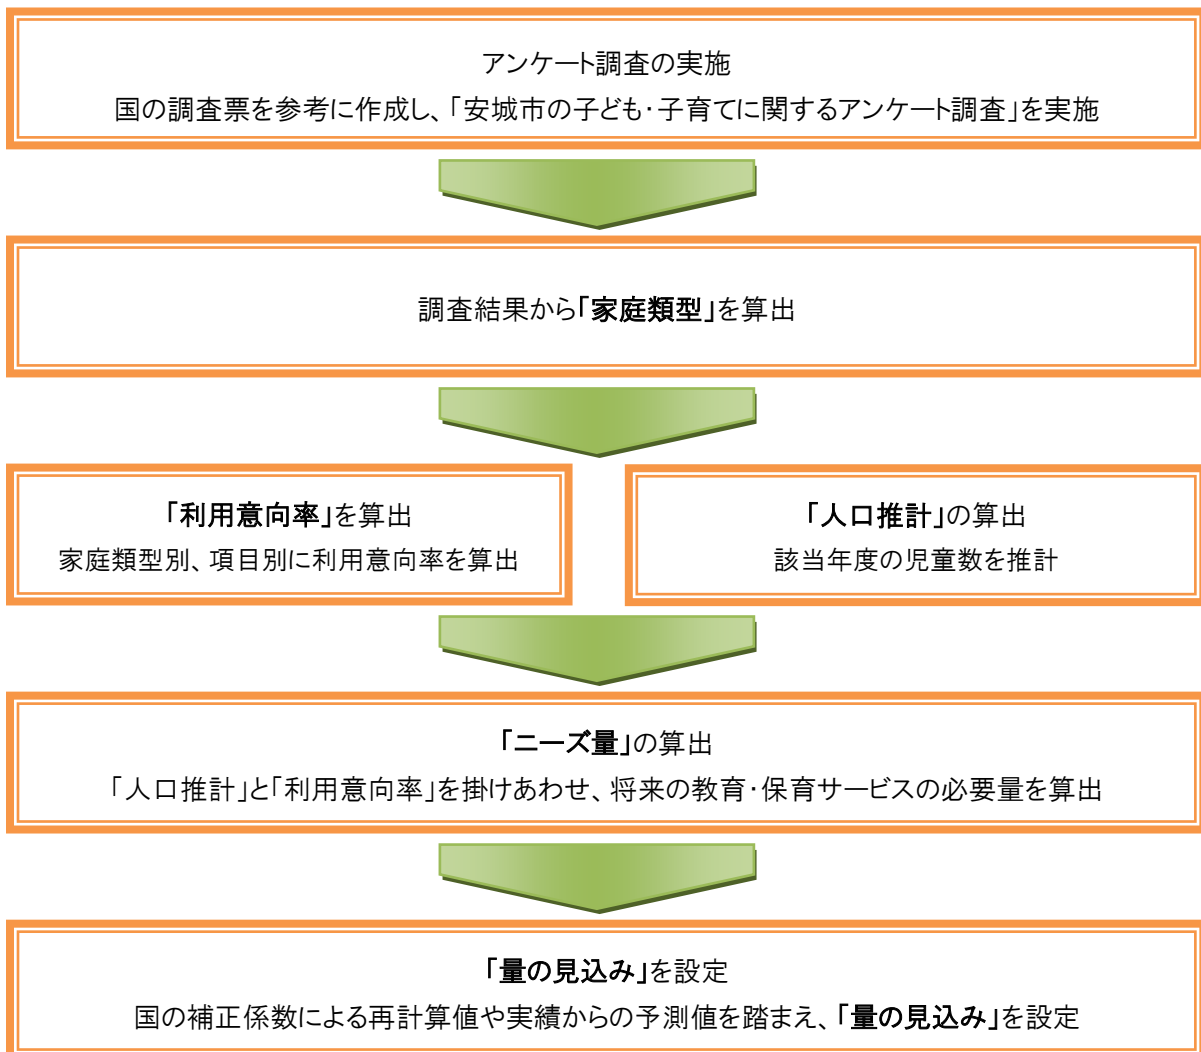 アンケート調査の実施
国の調査票を参考に作成し、「安城市の子ども・子育てに関するアンケート調査」を実施
調査結果から「家庭類型」を算出
「利用意向率」を算出
家庭類型別、項目別に利用意向率を算出
「人口推計」の算出
該当年度の児童数を推計
「ニーズ量」の算出
「人口推計」と「利用意向率」を掛けあわせ、将来の教育・保育サービスの必要量を算出
「量の見込み」を設定
国の補正係数による再計算値や実績からの予測値を踏まえ、「量の見込み」を設定